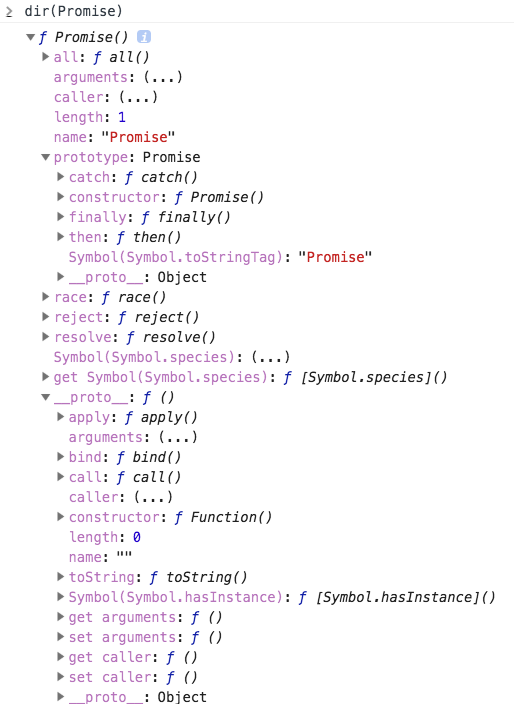 dir(Promise)
ƒ Promise() i
all: ƒ all()
arguments: (...)
caller: (...)
length: 1
name: "Promise"
prototype: Promise
catch: ƒ catch()
constructor: ƒ Promise()
finally: ƒ finally()
then: ƒ then()
Symbol(Symbol.toStringTag): "Promise"
__proto__: Object
race: ƒ race()
reject: ƒ reject()
resolve: ƒ resolve()
Symbol(Symbol.species): (...)
get Symbol(Symbol.species): ƒ [Symbol.species]()
__proto__: ƒ ()
apply: ƒ apply()
arguments: (...)
bind: ƒ bind()
call: ƒ call()
caller: (...)
constructor: ƒ Function()
length: 0
name: ""
toString: ƒ toString()
Symbol(Symbol.hasInstance): ƒ [Symbol.hasInstance]()
get arguments: ƒ ()
set arguments: ƒ ()
get caller: ƒ ()
set caller: ƒ ()
__proto__: Object